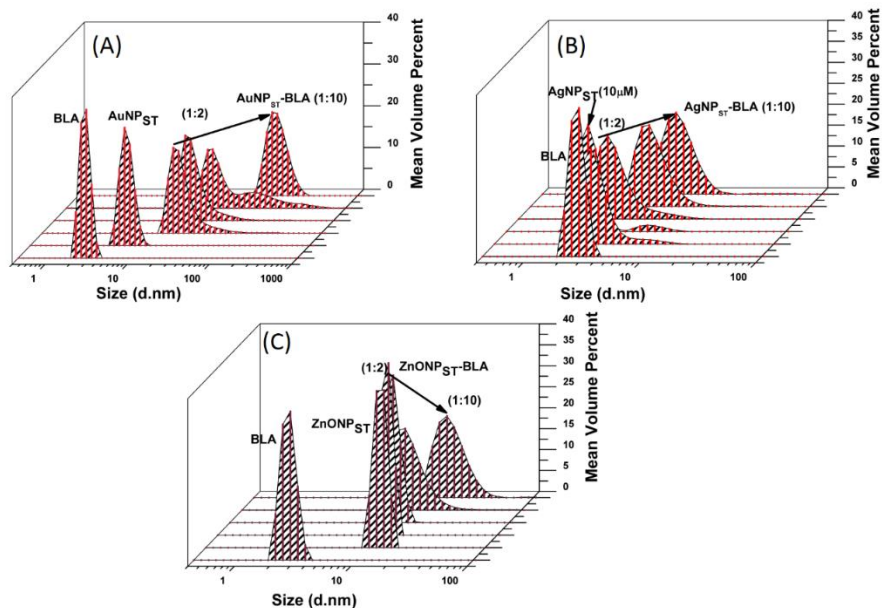 (A)
BLA
AuNPST
(1:2)
AuNPST-BLA (1:10)
40
30
20
10
0
Mean Volume Percent
1
10
100
1000
Size (d.nm)
(B)
AgNPST(10μM)
(1:2)
AgNPST-BLA (1:10)
BLA
40
35
30
25
20
15
10
5
0
Mean Volume Percent
1
10
100
Size (d.nm)
(C)
(1:2)
ZnONPST-BLA
(1:10)
BLA
ZnONPST
40
35
30
25
20
15
10
5
0
Mean Volume Percent
1
10
100
Size (d.nm)